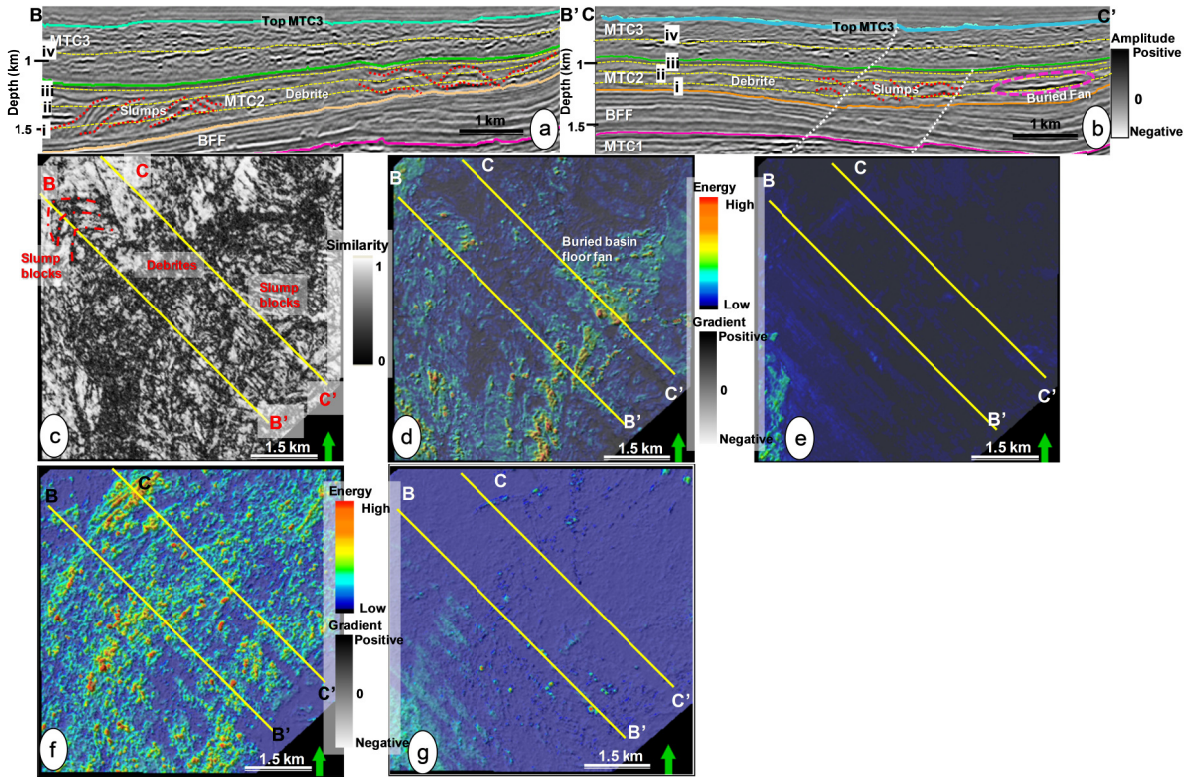 B
Top MTC3
MTC3
iv
Depth (km)
1
iii
ii
i
1.5
Slumps
MTC2
Debrite
BFF
1 km
a
B’
C
Top MTC3
C’
MTC3
iv
Depth (km)
1
iii
ii
i
MTC2
Debrite
Slumps
Buried Fan
BFF
1.5
MTC1
1 km
b
Amplitude
Positive
0
Negative
B
C
Slump
blocks
Debrites
Slump
blocks
B’
C’
c
1.5 km
Similarity
1
0
B
C
Buried basin
floor fan
B’
C’
d
1.5 km
Energy
High
Low
Gradient
Positive
0
Negative
B
C
B’
C’
e
1.5 km
B
C
B’
C’
f
1.5 km
Energy
High
Low
Gradient
Positive
0
Negative
B
C
B’
C’
g
1.5 km